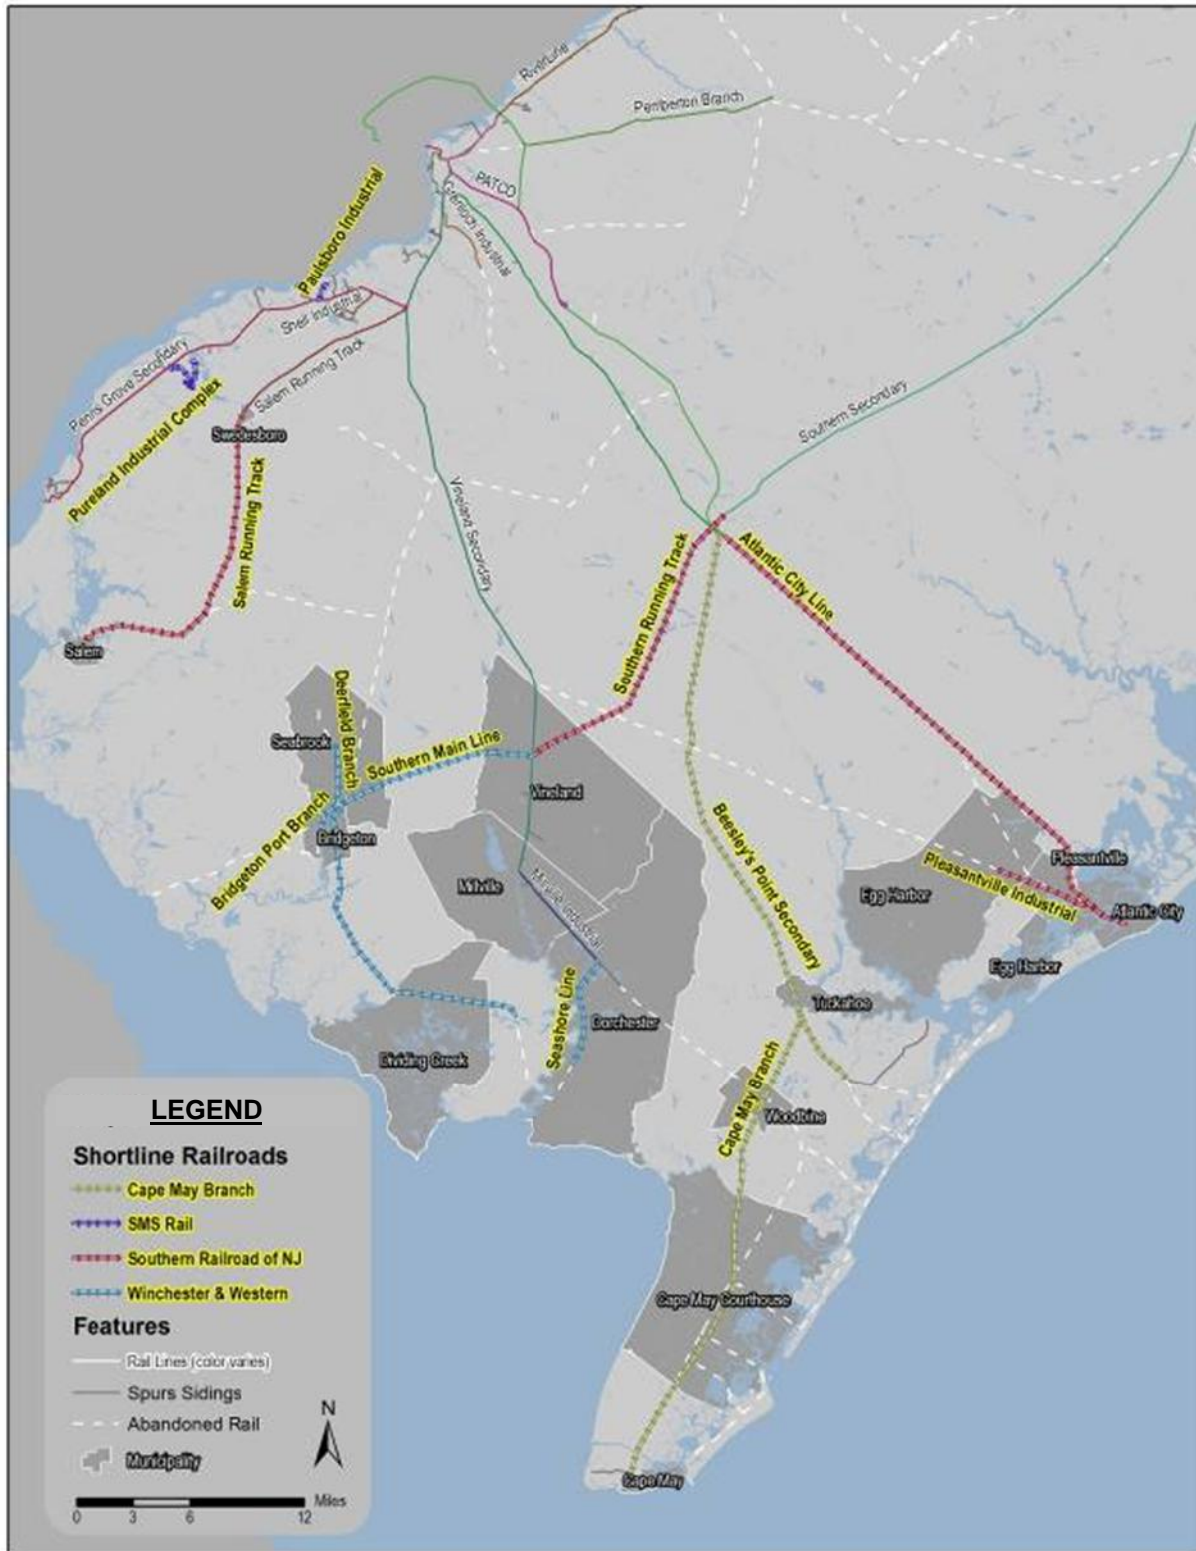 RiverLine
Pemberton Branch
PATCO
Grenloch Industrial
Paulsboro Industrial
Shell Industrial
Penns Grove Secondary
Salem Running Track
Pureland Industrial Complex
Swedesboro
Southern Secondary
Salem Running Track
Vineland Secondary
Southern Running Track
Atlantic City Line
Salem
Deerfield Branch
Seabrook
Southern Main Line
Vineland
Bridgeton Port Branch
Bridgeton
Beesley's Point Secondary
Pleasantville
Millville
Egg Harbor
Pleasantville Industrial
Atlantic City
Millville Industrial
Egg Harbor
Seashore Line
Tuckahoe
Dorchester
Dividing Creek
Cape May Branch
Woodbine
Cape May Courthouse
Cape May
LEGEND
Shortline Railroads
Cape May Branch
SMS Rail
Southern Railroad of NJ
Winchester & Western
Features
Rail Lines (color varies)
Spurs Sidings
Abandoned Rail
Municipality
N
Miles
0 3 6 12